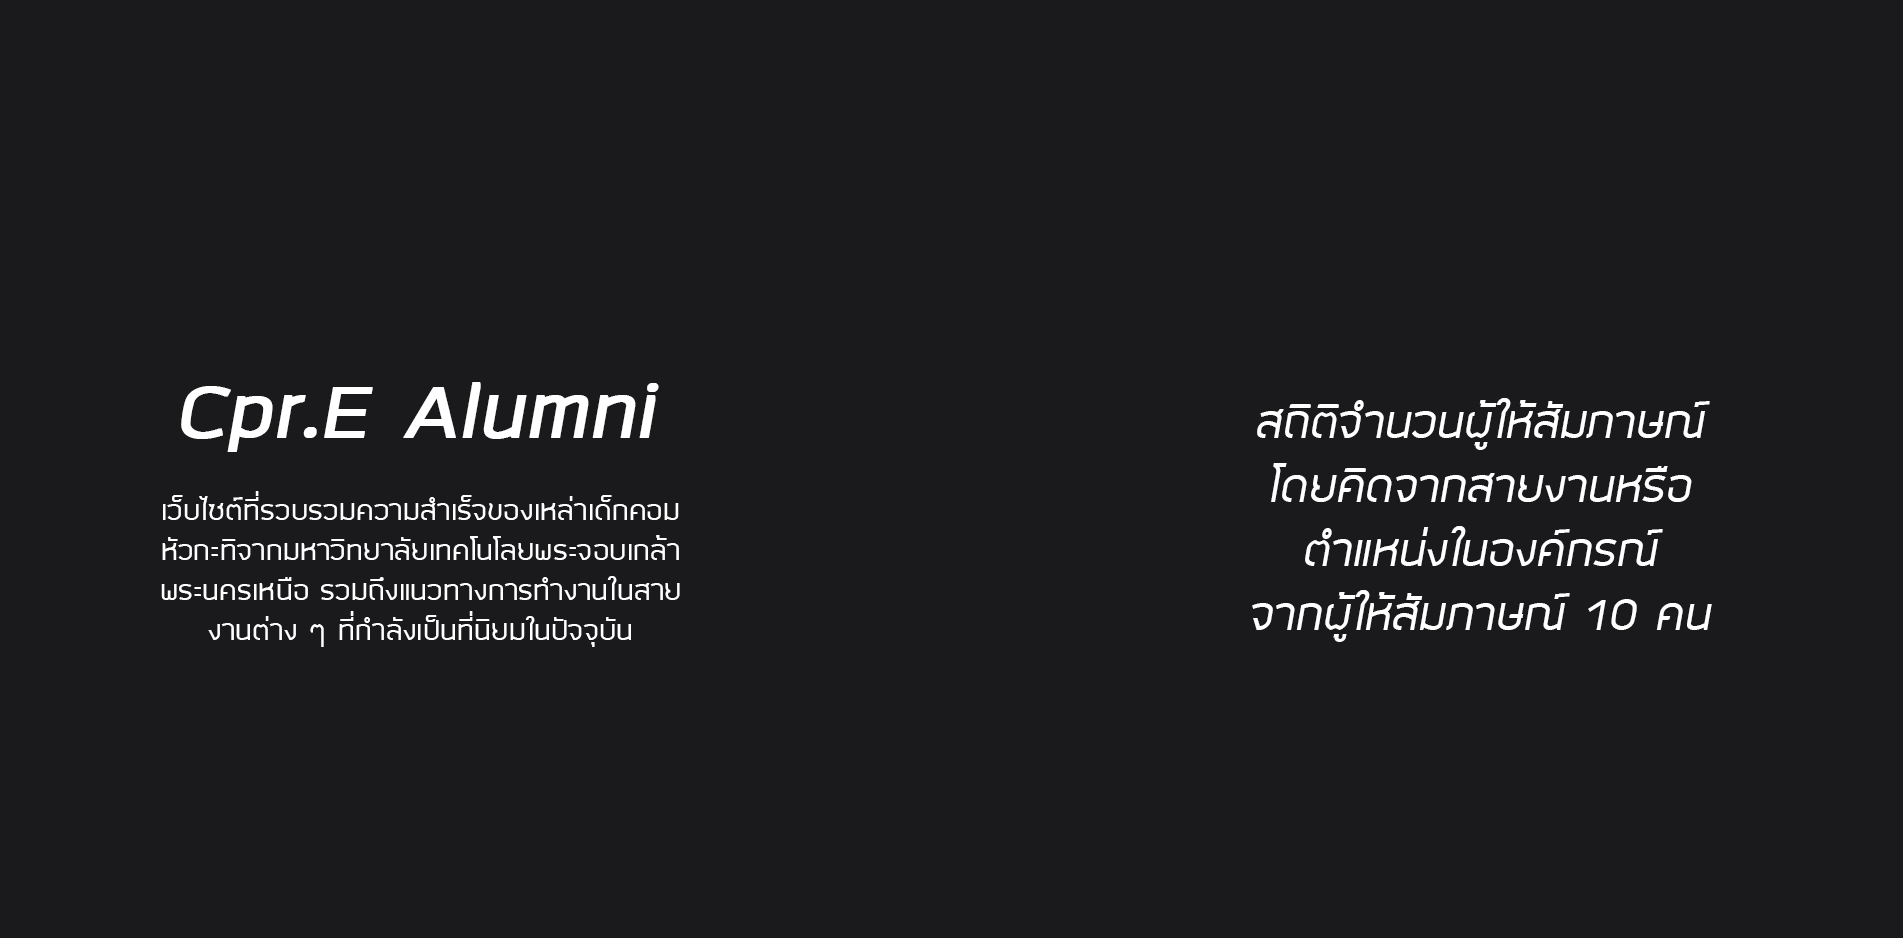 Cpr.E Alumni
เว็บไซต์ที่รวบรวมความสำเร็จของเหล่าเด็กคอม
หัวกะทิจากมหาวิทยาลัยเทคโนโลยพระจอบเกล้า
พระนครเหนือ รวมถึงแนวทางการทำงานในสาย
งานต่าง ๆ ที่กำลังเป็นที่นิยมในปัจจุบัน
สถิติจำนวนผู้ให้สัมภาษณ์
โดยคิดจากสายงานหรือ
ตำแหน่งในองค์กรณ์
จากผู้ให้สัมภาษณ์ 10 คน